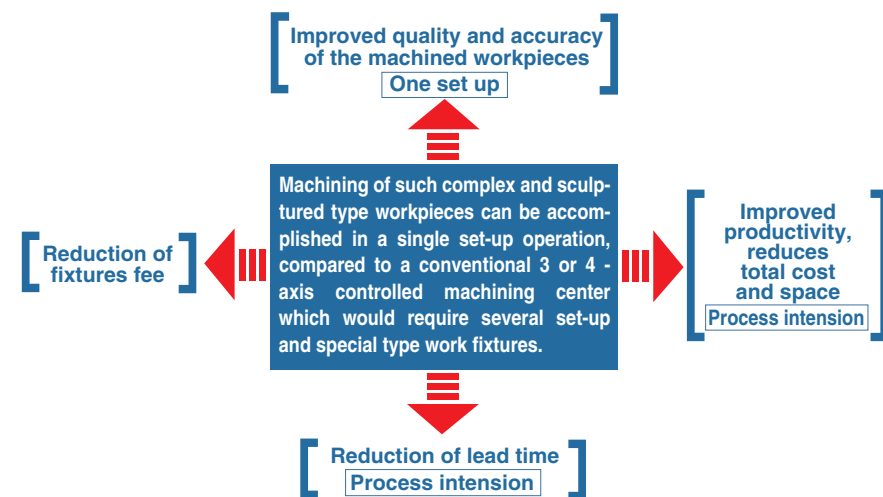 Improved quality and accuracy
of the machined workpieces
One set up
Machining of such complex and sculp-
tured type workpieces can be accom-
plished in a single set-up operation,
compared to a conventional 3 or 4 -
axis controlled machining center
which would require several set-up
and special type work fixtures.
Reduction of
fixtures fee
Improved
productivity,
reduces
total cost
and space
Process intension
Reduction of lead time
Process intension